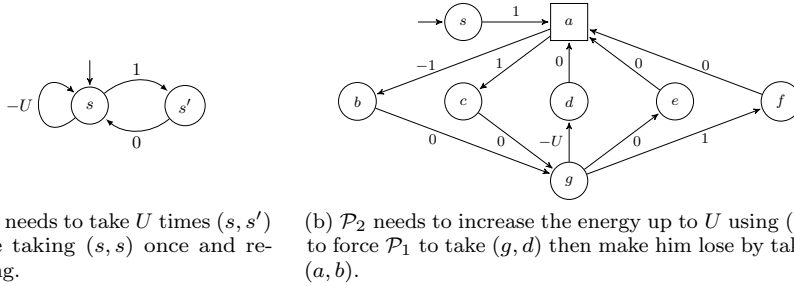 s 1 a
-1 1 0 0 0
-U s 1 s' 0
b c d e f
0 0 -U 0 1
g
needs to take U times (s, s')
e taking (s, s) once and re-
ng.
(b) P₂ needs to increase the energy up to U using (
to force P₁ to take (g, d) then make him lose by tak
(a, b).